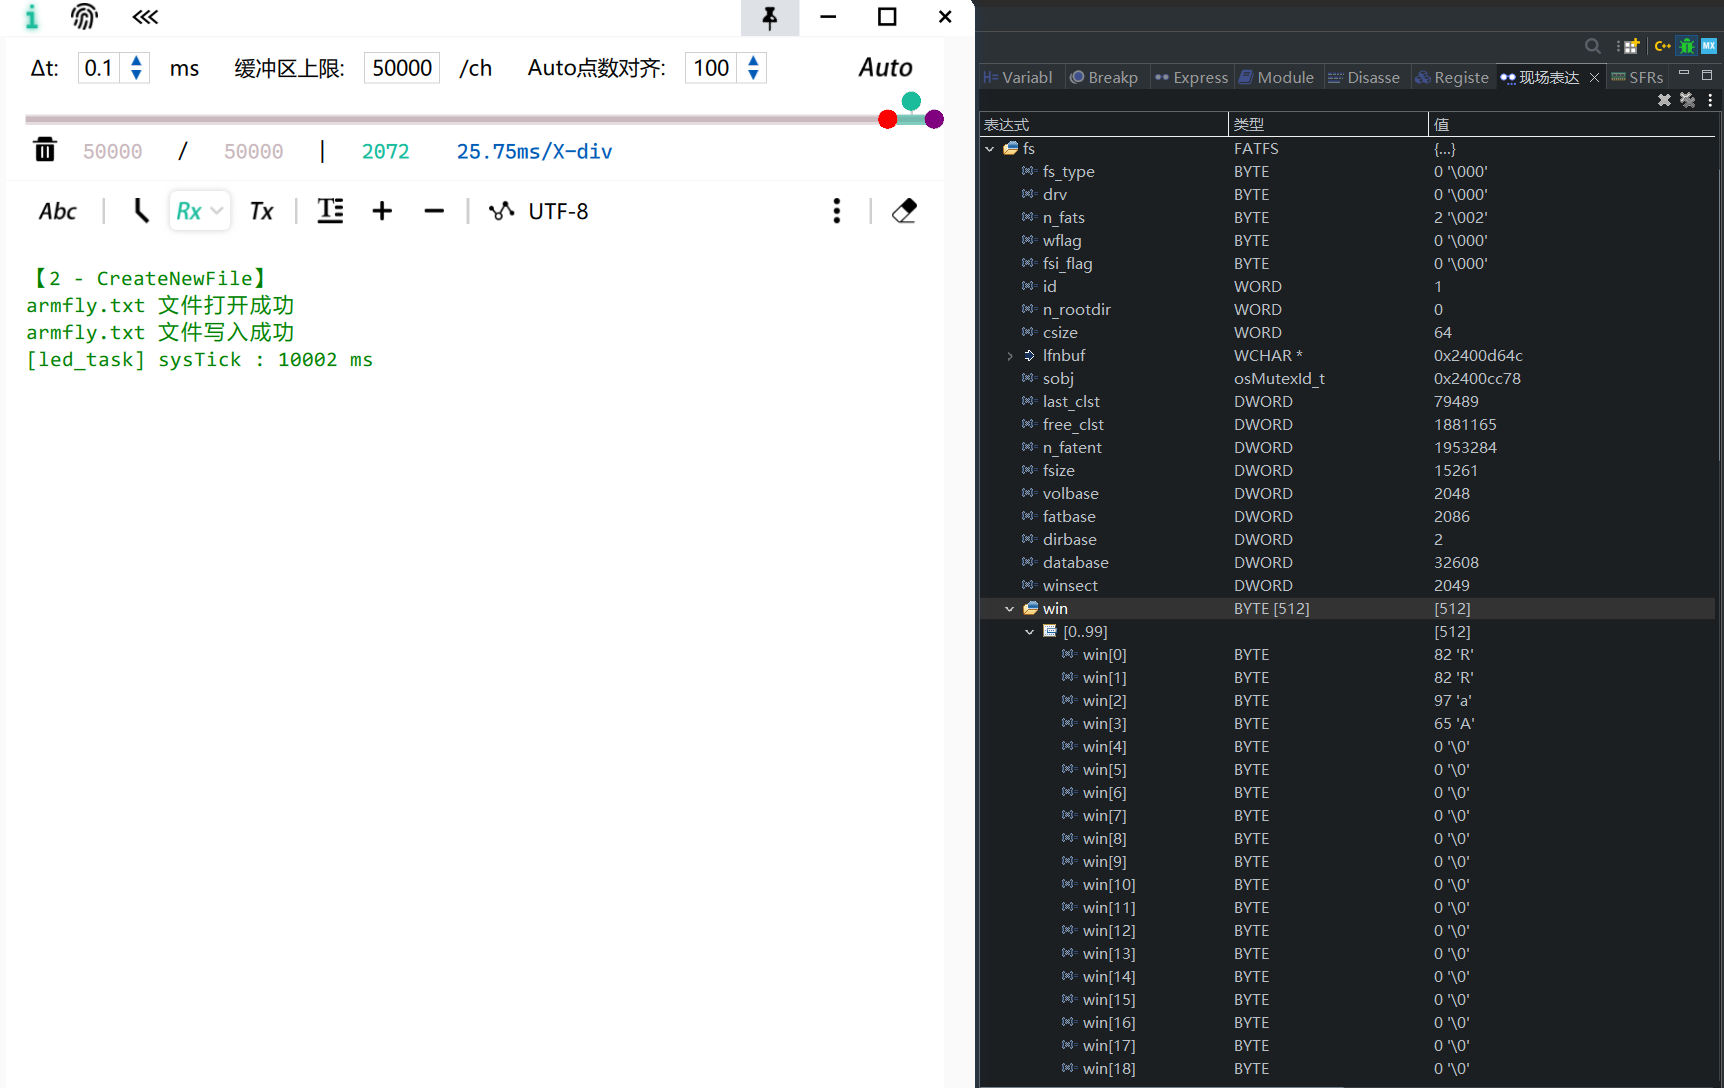 Δt: 0.1 ms 缓冲区上限: 50000 /ch Auto点数对齐: 100 Auto
50000 / 50000 | 2072 25.75ms/X-div
Abc Rx Tx T + − UTF-8
【2 - CreateNewFile】
armfly.txt 文件打开成功
armfly.txt 文件写入成功
[led_task] sysTick : 10002 ms
C++ MX
Variabl Breakp Express Module Disasse Registe 现场表达 SFRs
表达式 类型 值
fs FATFS {...}
fs_type BYTE 0 '\000'
drv BYTE 0 '\000'
n_fats BYTE 2 '\002'
wflag BYTE 0 '\000'
fsi_flag BYTE 0 '\000'
id WORD 1
n_rootdir WORD 0
csize WORD 64
lfnbuf WCHAR * 0x2400d64c
sobj osMutexId_t 0x2400cc78
last_clst DWORD 79489
free_clst DWORD 1881165
n_fatent DWORD 1953284
fsize DWORD 15261
volbase DWORD 2048
fatbase DWORD 2086
dirbase DWORD 2
database DWORD 32608
winsect DWORD 2049
win BYTE [512] [512]
[0..99] [512]
win[0] BYTE 82 'R'
win[1] BYTE 82 'R'
win[2] BYTE 97 'a'
win[3] BYTE 65 'A'
win[4] BYTE 0 '\0'
win[5] BYTE 0 '\0'
win[6] BYTE 0 '\0'
win[7] BYTE 0 '\0'
win[8] BYTE 0 '\0'
win[9] BYTE 0 '\0'
win[10] BYTE 0 '\0'
win[11] BYTE 0 '\0'
win[12] BYTE 0 '\0'
win[13] BYTE 0 '\0'
win[14] BYTE 0 '\0'
win[15] BYTE 0 '\0'
win[16] BYTE 0 '\0'
win[17] BYTE 0 '\0'
win[18] BYTE 0 '\0'